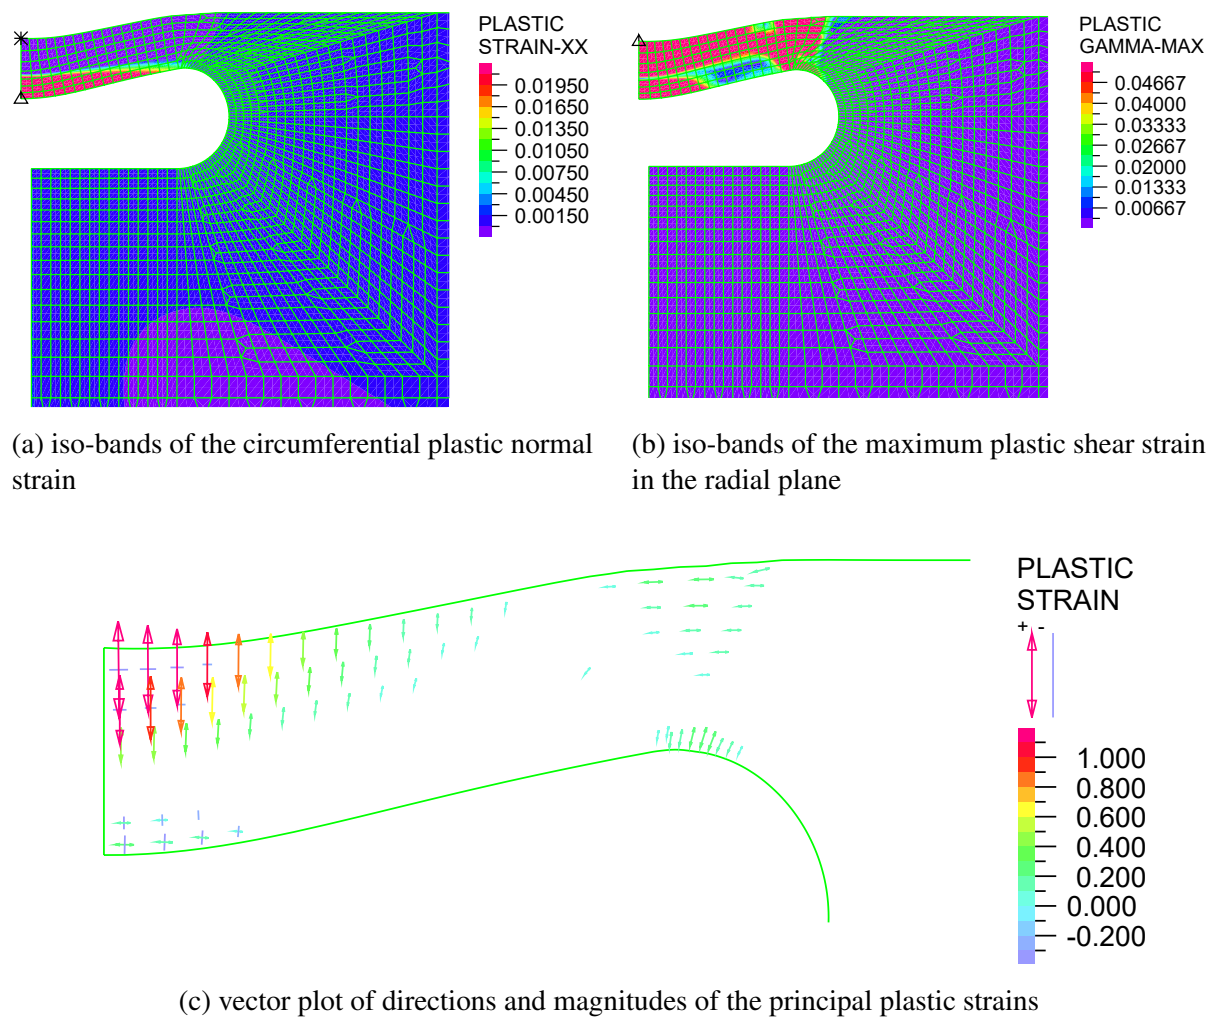 PLASTIC
STRAIN-XX
0.01950
0.01650
0.01350
0.01050
0.00750
0.00450
0.00150
PLASTIC
GAMMA-MAX
0.04667
0.04000
0.03333
0.02667
0.02000
0.01333
0.00667
(a) iso-bands of the circumferential plastic normal
strain
(b) iso-bands of the maximum plastic shear strain
in the radial plane
PLASTIC
STRAIN
+ -
1.000
0.800
0.600
0.400
0.200
0.000
-0.200
(c) vector plot of directions and magnitudes of the principal plastic strains